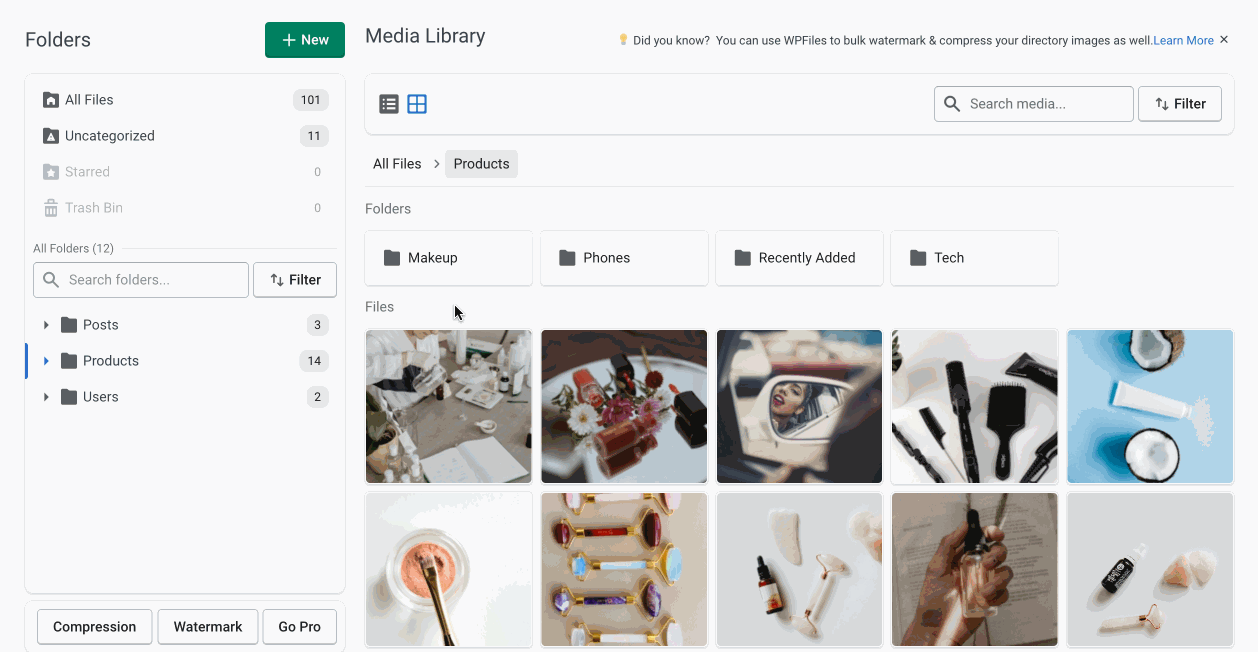 Folders
New
Media Library
Did you know? You can use WPFiles to bulk watermark & compress your directory images as well.Learn More
All Files 101
Uncategorized 11
Starred 0
Trash Bin 0
All Folders (12)
Search folders...
Filter
Posts 3
Products 14
Users 2
Compression
Watermark
Go Pro
Search media...
Filter
All Files > Products
Folders
Makeup
Phones
Recently Added
Tech
Files